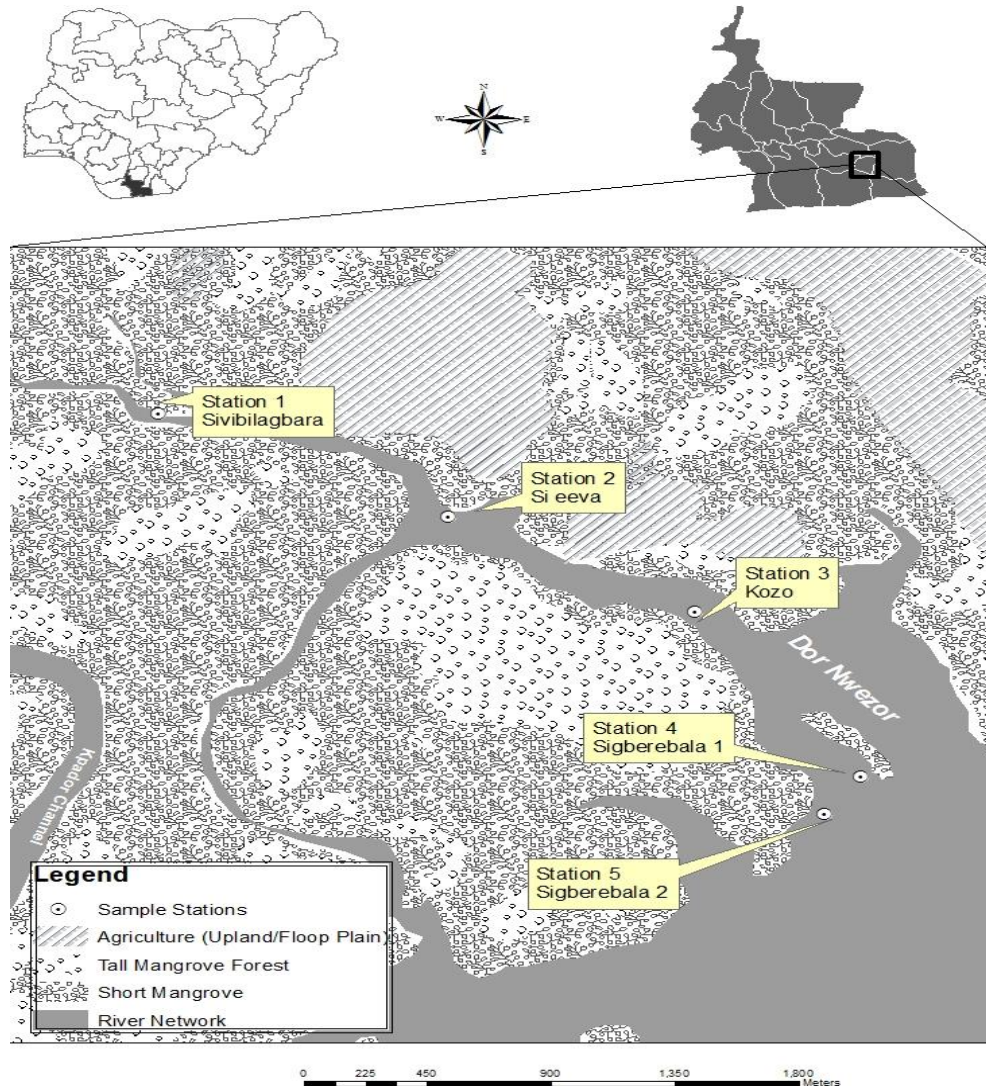 N
W E
S
Station 1
Sivibilagbara
Station 2
Si eeva
Station 3
Kozo
Dor Nwezor
Station 4
Sigberebala 1
Station 5
Sigberebala 2
Kpador Channel
Legend
Sample Stations
Agriculture (Upland/Floop Plain)
Tall Mangrove Forest
Short Mangrove
River Network
0 225 450 900 1,350 1,800
Meters